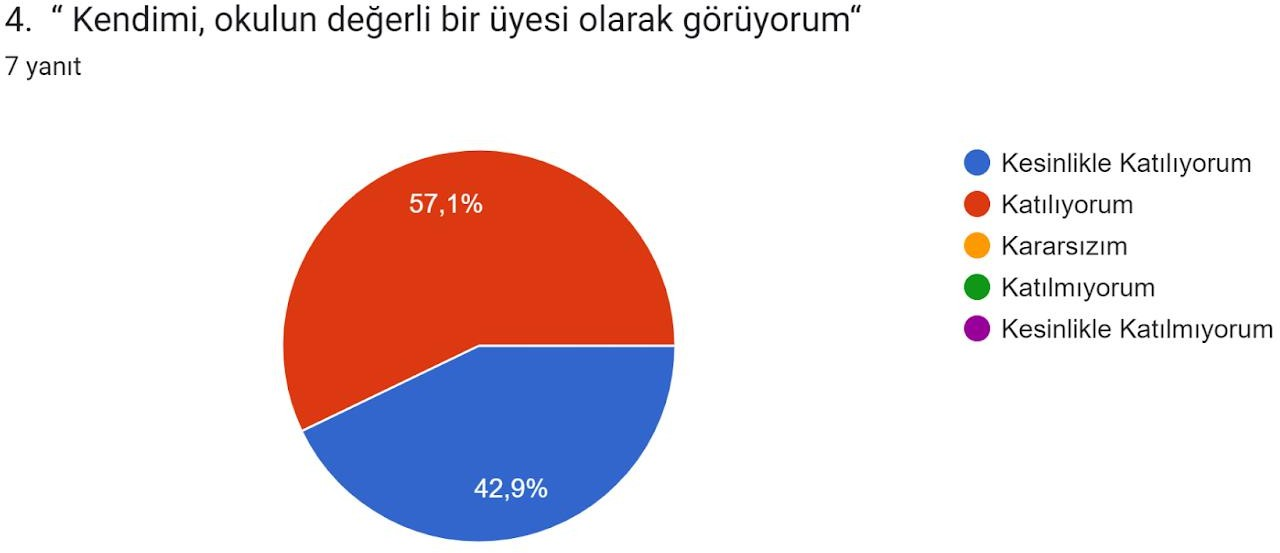 4. “ Kendimi, okulun değerli bir üyesi olarak görüyorum“
7 yanıt
57,1%
42,9%
Kesinlikle Katılıyorum
Katılıyorum
Kararsızım
Katılmıyorum
Kesinlikle Katılmıyorum